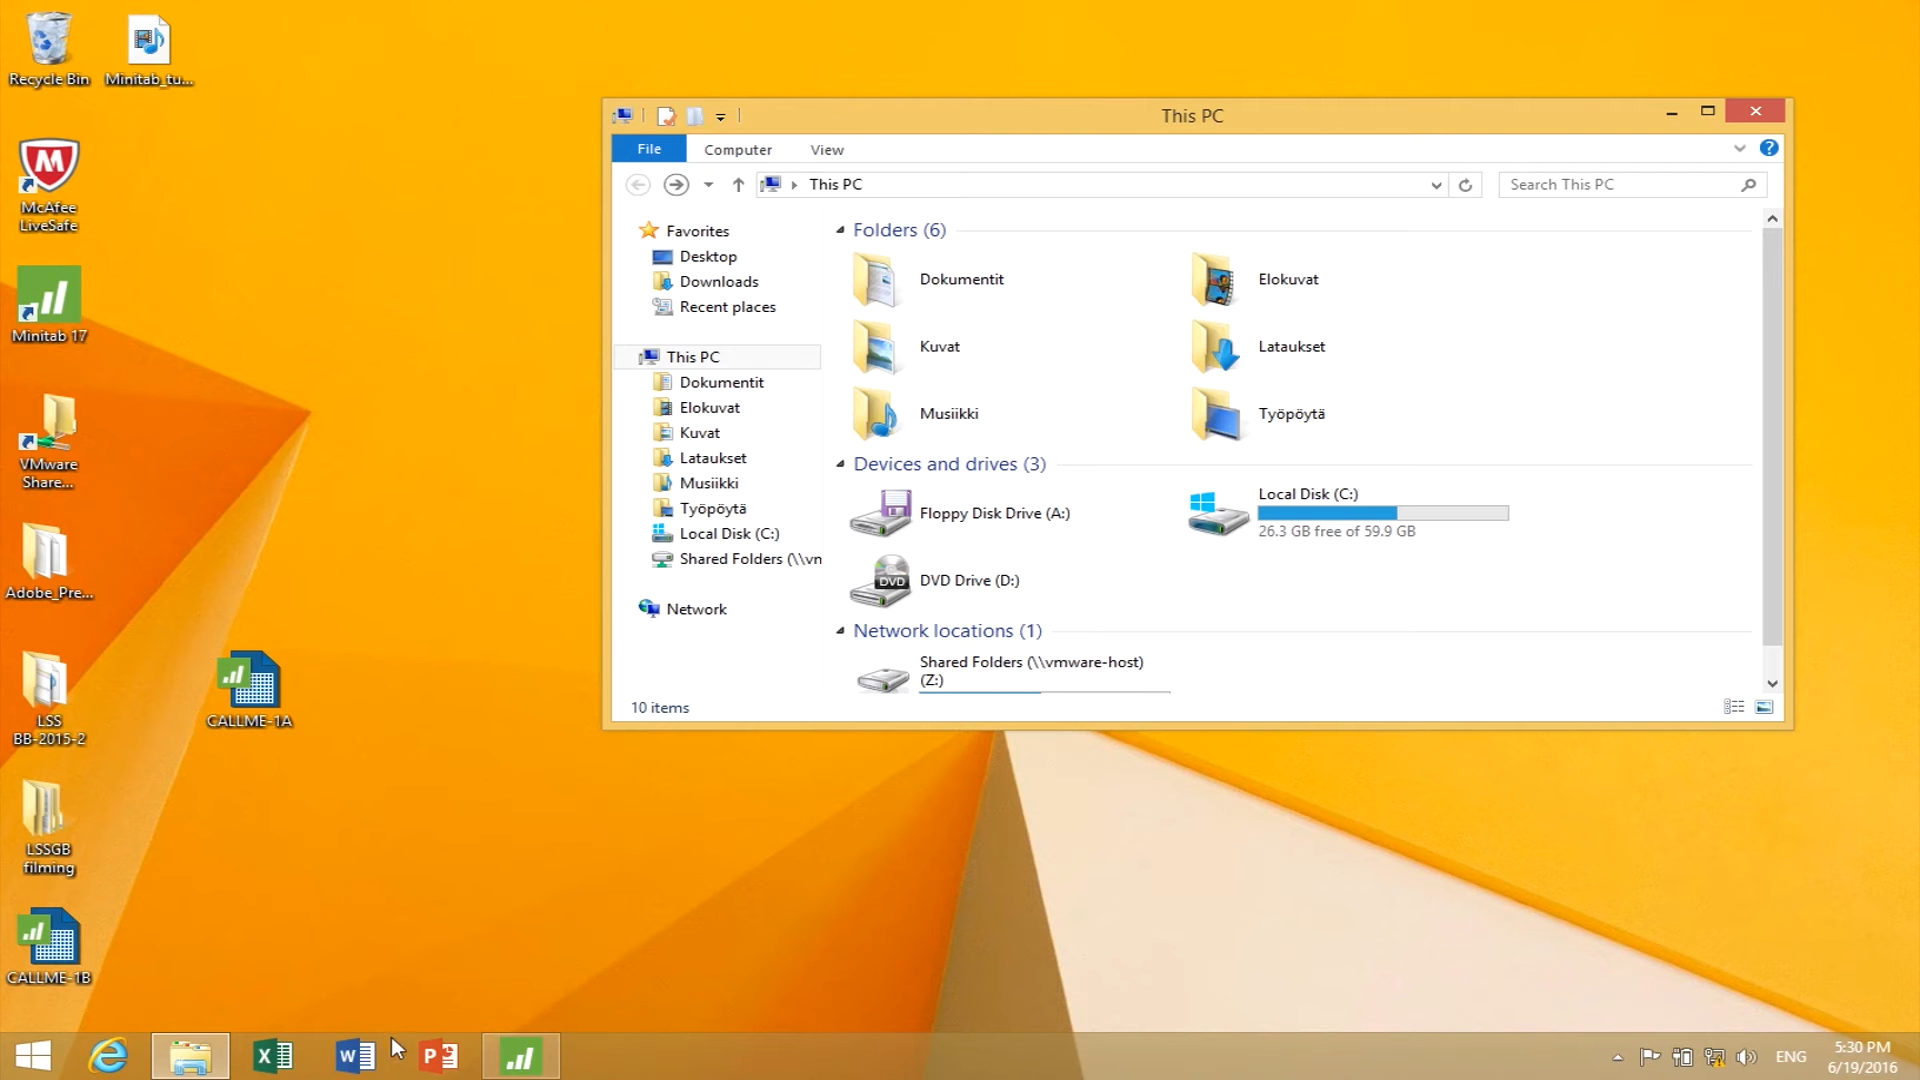 Recycle Bin
Minitab_tu...
McAfee
LiveSafe
Minitab 17
VMware
Share...
Adobe_Pre...
LSS
BB-2015-2
CALLME-1A
LSSGB
filming
CALLME-1B
This PC
File
Computer
View
This PC
Search This PC
Favorites
Desktop
Downloads
Recent places
This PC
Dokumentit
Elokuvat
Kuvat
Lataukset
Musiikki
Työpöytä
Local Disk (C:)
Shared Folders (\\vn
Network
Folders (6)
Dokumentit
Elokuvat
Kuvat
Lataukset
Musiikki
Työpöytä
Devices and drives (3)
Floppy Disk Drive (A:)
Local Disk (C:)
26.3 GB free of 59.9 GB
DVD
DVD Drive (D:)
Network locations (1)
Shared Folders (\\vmware-host)
(Z:)
10 items
ENG
5:30 PM
6/19/2016